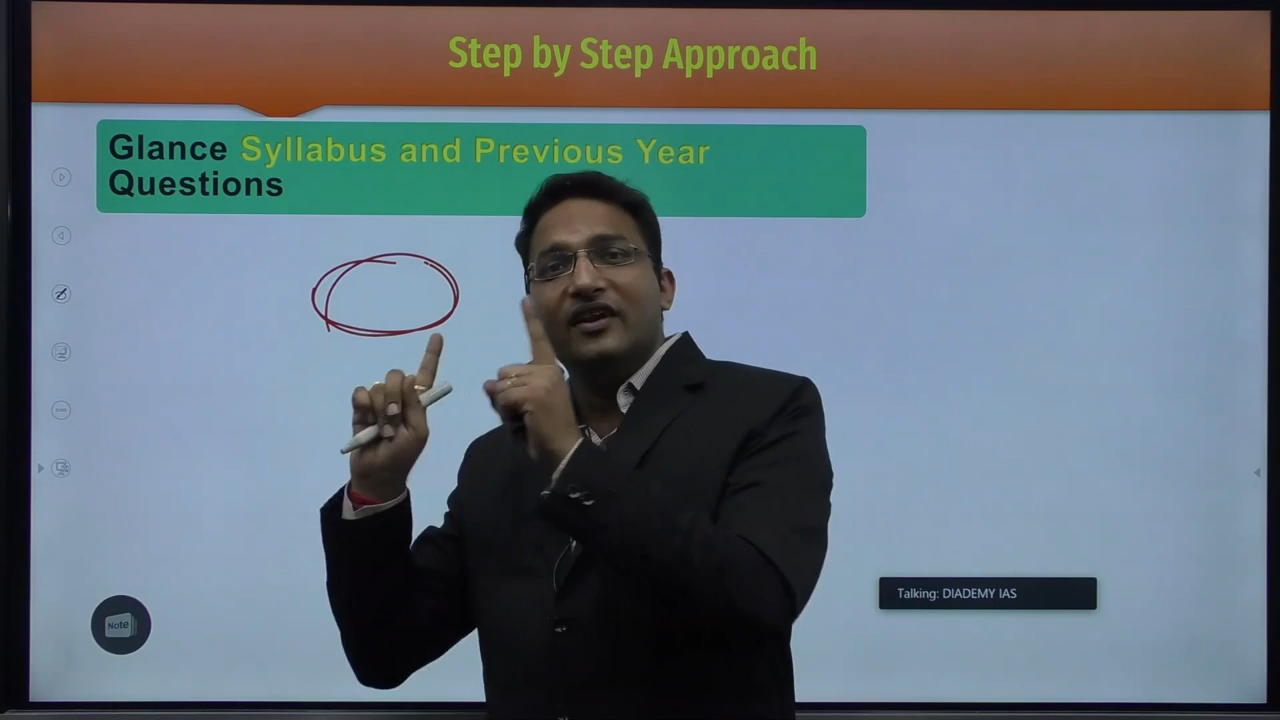 Step by Step Approach
Glance Syllabus and Previous Year
Questions
Talking: DIADEMY IAS
Note